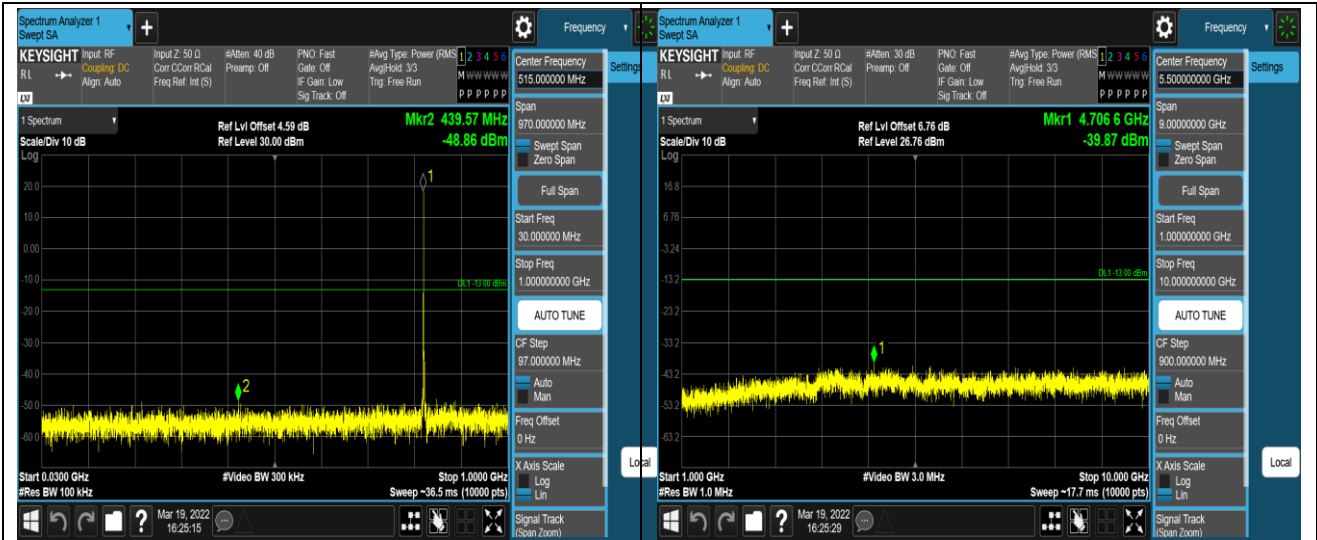 Spectrum Analyzer 1
Swept SA
Frequency
KEYSIGHT
RL
LXI
Input: RF
Coupling: DC
Align: Auto
Input Z: 50 Ω
Corr CCorr RCal
Freq Ref: Int (S)
#Atten: 40 dB
Preamp: Off
PNO: Fast
Gate: Off
IF Gain: Low
Sig Track: Off
#Avg Type: Power (RMS
Avg|Hold: 3/3
Trig: Free Run
1 2 3 4 5 6
M W W W W W
P P P P P P
Center Frequency
515.000000 MHz
Settings
Span
970.000000 MHz
Swept Span
Zero Span
Full Span
Start Freq
30.000000 MHz
Stop Freq
1.000000000 GHz
AUTO TUNE
CF Step
97.000000 MHz
Auto
Man
Freq Offset
0 Hz
X Axis Scale
Log
Lin
Local
Signal Track
(Span Zoom)
1 Spectrum
Scale/Div 10 dB
Log
Ref Lvl Offset 4.59 dB
Ref Level 30.00 dBm
Mkr2 439.57 MHz
-48.86 dBm
1
20.0
10.0
0.00
-10.0
DL1 -13.00 dBm
-20.0
-30.0
-40.0
2
-50.0
-60.0
Start 0.0300 GHz
#Res BW 100 kHz
#Video BW 300 kHz
Stop 1.0000 GHz
Sweep ~36.5 ms (10000 pts)
?
Mar 19, 2022
16:25:15
Spectrum Analyzer 1
Swept SA
Frequency
KEYSIGHT
RL
LXI
Input: RF
Coupling: DC
Align: Auto
Input Z: 50 Ω
Corr CCorr RCal
Freq Ref: Int (S)
#Atten: 30 dB
Preamp: Off
PNO: Fast
Gate: Off
IF Gain: Low
Sig Track: Off
#Avg Type: Power (RMS
Avg|Hold: 3/3
Trig: Free Run
1 2 3 4 5 6
M W W W W W
P P P P P P
Center Frequency
5.500000000 GHz
Settings
Span
9.00000000 GHz
Swept Span
Zero Span
Full Span
Start Freq
1.000000000 GHz
Stop Freq
10.000000000 GHz
AUTO TUNE
CF Step
900.000000 MHz
Auto
Man
Freq Offset
0 Hz
X Axis Scale
Log
Lin
Local
Signal Track
(Span Zoom)
1 Spectrum
Scale/Div 10 dB
Log
Ref Lvl Offset 6.76 dB
Ref Level 26.76 dBm
Mkr1 4.706 6 GHz
-39.87 dBm
16.8
6.76
-3.24
-13.2
DL1 -13.00 dBm
-23.2
-33.2
1
-43.2
-53.2
-63.2
Start 1.000 GHz
#Res BW 1.0 MHz
#Video BW 3.0 MHz
Stop 10.000 GHz
Sweep ~17.7 ms (10000 pts)
?
Mar 19, 2022
16:25:29